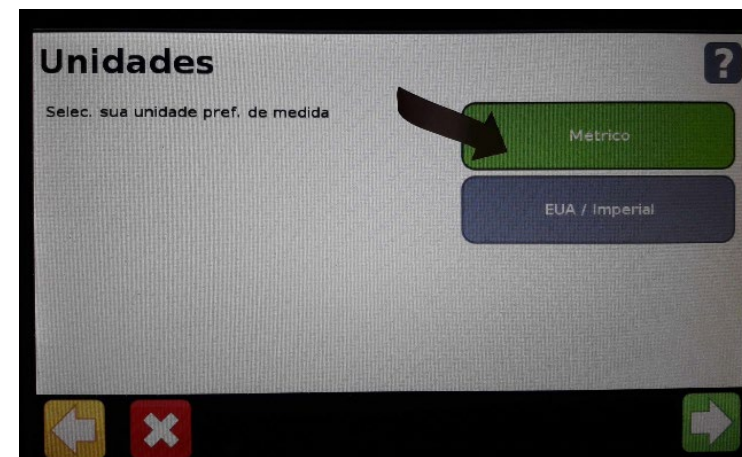 Unidades
?
Selec. sua unidade pref. de medida
Métrico
EUA / Imperial